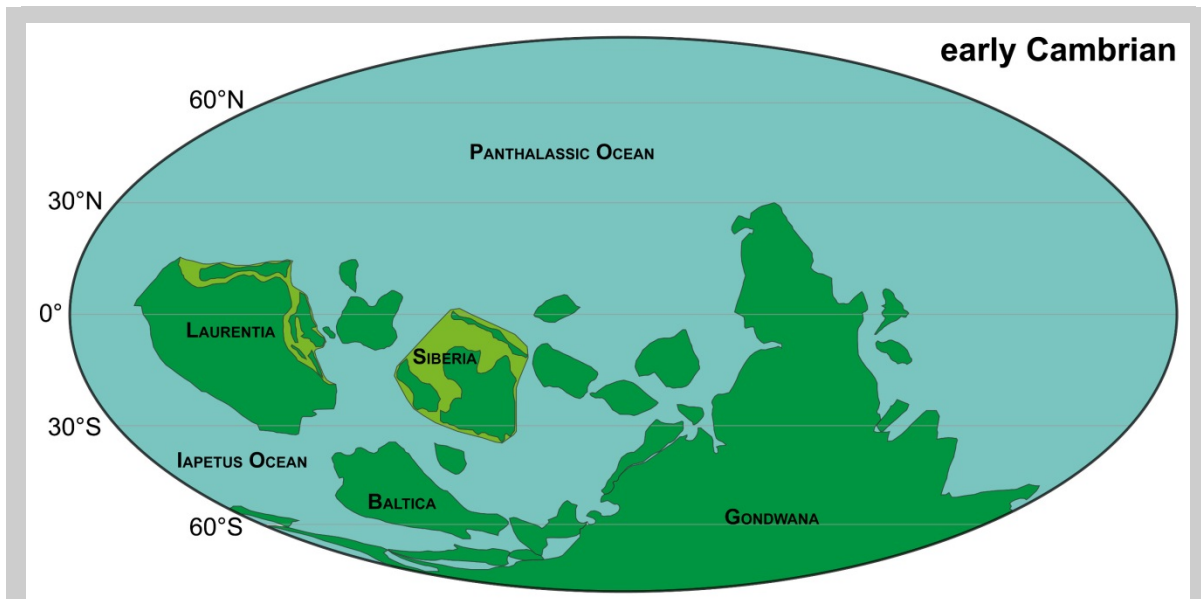 early Cambrian
60°N
PANTHALASSIC OCEAN
30°N
0°
LAURENTIA
SIBERIA
30°S
IAPETUS OCEAN
BALTICA
GONDWANA
60°S